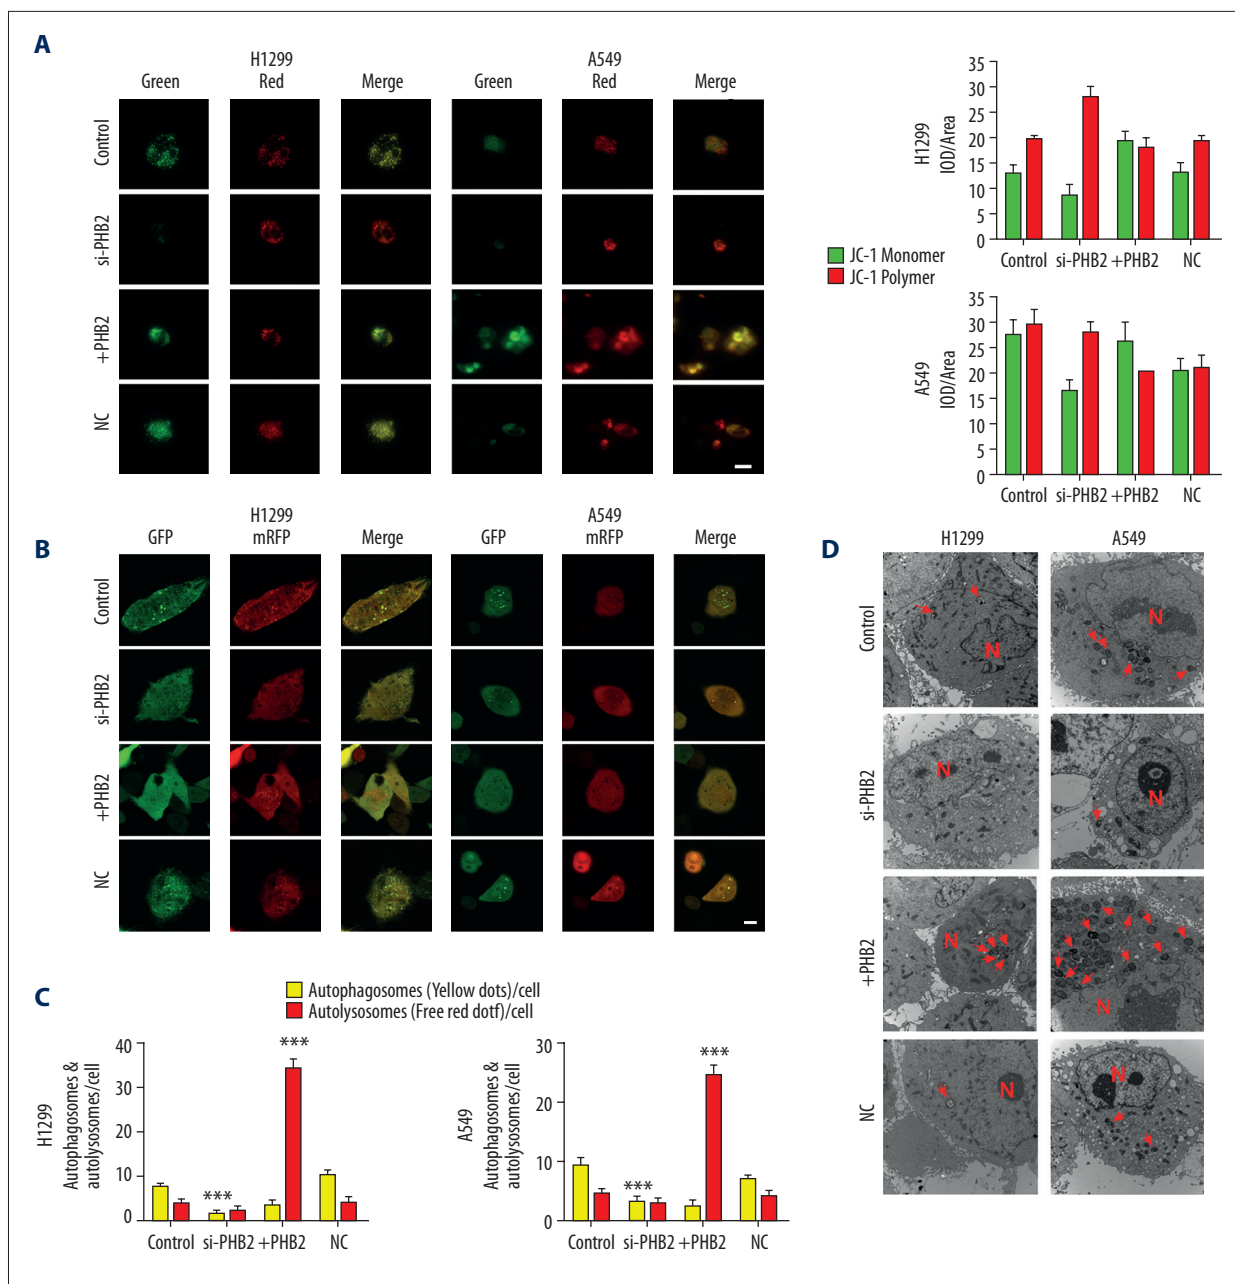 A
H1299
A549
Green Red Merge Green Red Merge
Control
si-PHB2
+PHB2
NC
H1299
IOD/Area
35
30
25
20
15
10
5
0
Control si-PHB2 +PHB2 NC
JC-1 Monomer
JC-1 Polymer
A549
IOD/Area
35
30
25
20
15
10
5
0
Control si-PHB2 +PHB2 NC
B
H1299
A549
GFP mRFP Merge GFP mRFP Merge
Control
si-PHB2
+PHB2
NC
C
Autophagosomes (Yellow dots)/cell
Autolysosomes (Free red dotf)/cell
H1299
Autophagosomes &
autolysosomes/cell
40
30
20
10
0
***
***
Control si-PHB2 +PHB2 NC
A549
Autophagosomes &
autolysosomes/cell
30
20
10
0
***
***
Control si-PHB2 +PHB2 NC
D
H1299 A549
Control
N
N
si-PHB2
N
N
+PHB2
N
N
NC
N
N